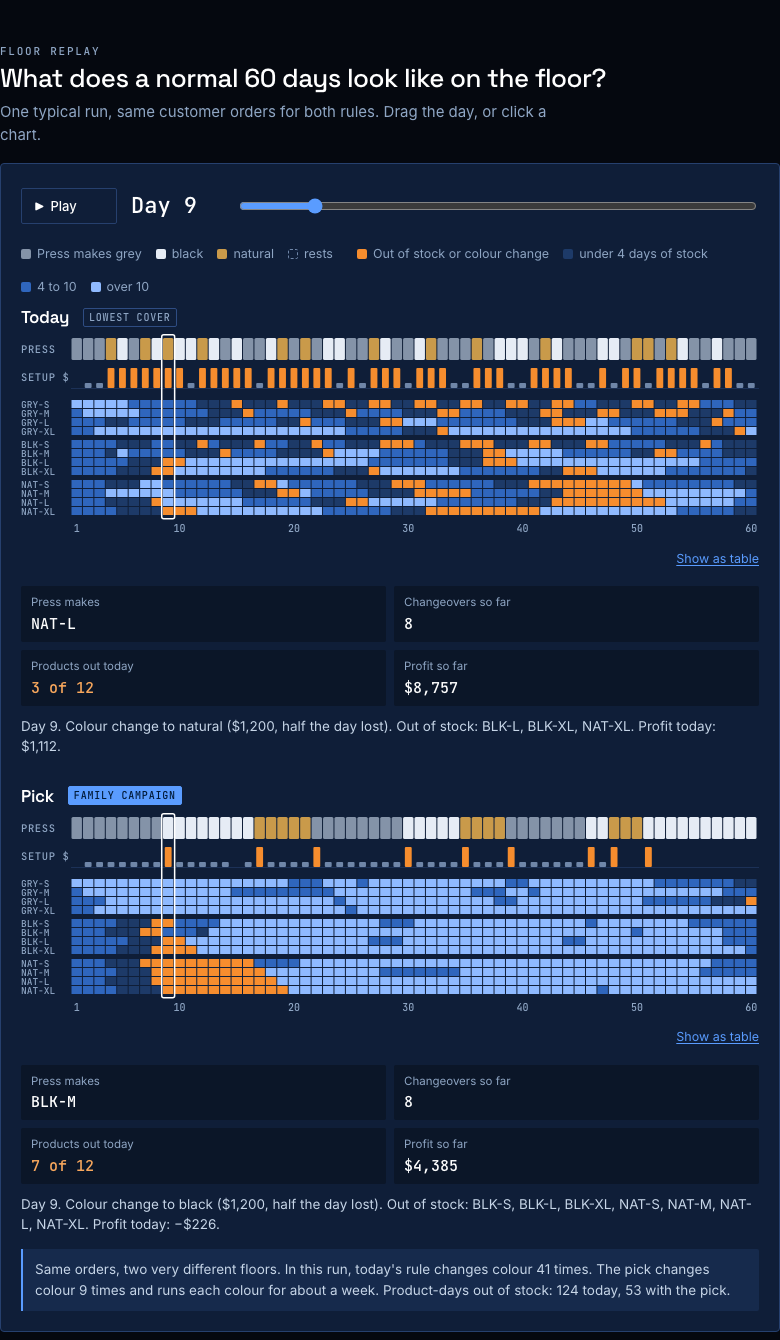 FLOOR REPLAY
What does a normal 60 days look like on the floor?
One typical run, same customer orders for both rules. Drag the day, or click a
chart.
Play
Day 9
Press makes grey black natural rests Out of stock or colour change under 4 days of stock
4 to 10 over 10
Today LOWEST COVER
PRESS
SETUP $
GRY-S
GRY-M
GRY-L
GRY-XL
BLK-S
BLK-M
BLK-L
BLK-XL
NAT-S
NAT-M
NAT-L
NAT-XL
1 10 20 30 40 50 60
Show as table
Press makes
NAT-L
Changeovers so far
8
Products out today
3 of 12
Profit so far
$8,757
Day 9. Colour change to natural ($1,200, half the day lost). Out of stock: BLK-L, BLK-XL, NAT-XL. Profit today:
$1,112.
Pick FAMILY CAMPAIGN
PRESS
SETUP $
GRY-S
GRY-M
GRY-L
GRY-XL
BLK-S
BLK-M
BLK-L
BLK-XL
NAT-S
NAT-M
NAT-L
NAT-XL
1 10 20 30 40 50 60
Show as table
Press makes
BLK-M
Changeovers so far
8
Products out today
7 of 12
Profit so far
$4,385
Day 9. Colour change to black ($1,200, half the day lost). Out of stock: BLK-S, BLK-L, BLK-XL, NAT-S, NAT-M, NAT-
L, NAT-XL. Profit today: −$226.
Same orders, two very different floors. In this run, today's rule changes colour 41 times. The pick changes
colour 9 times and runs each colour for about a week. Product-days out of stock: 124 today, 53 with the pick.